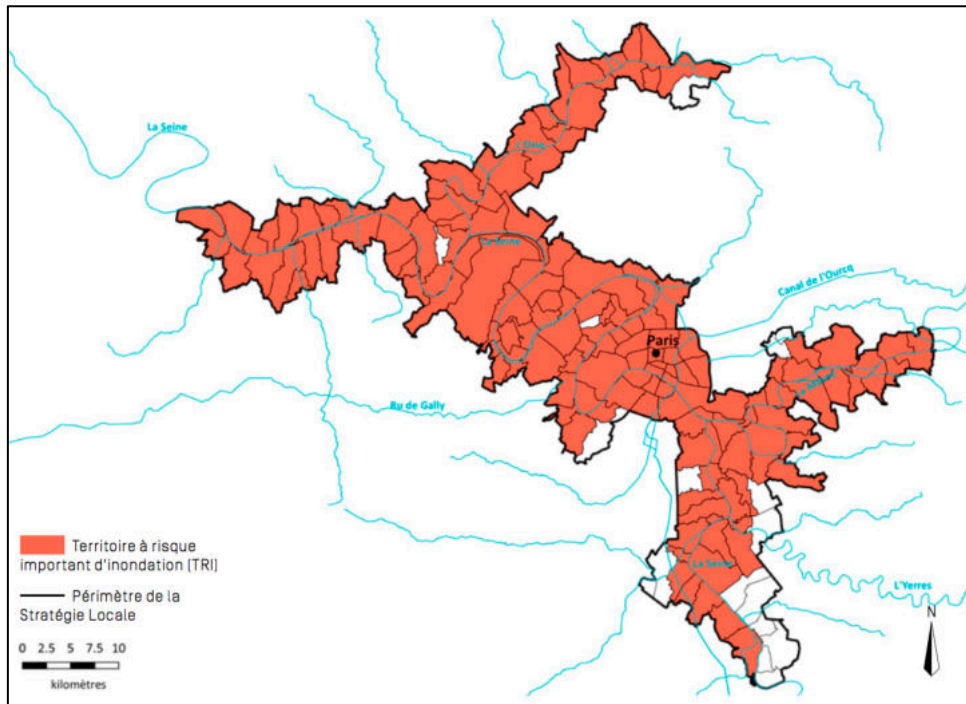 La Seine
L'Oise
La Seine
Canal de l'Ourcq
Paris
La Marne
Ru de Gally
Territoire à risque
important d'inondation (TRI)
La Seine
L'Yerres
Périmètre de la
Stratégie Locale
N
0 2.5 5 7.5 10
kilomètres